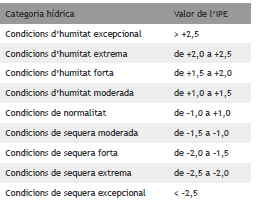 Categoria hídrica Valor de l'IPE
Condicions d'humitat excepcional > +2,5
Condicions d'humitat extrema de +2,0 a +2,5
Condicions d'humitat forta de +1,5 a +2,0
Condicions d'humitat moderada de +1,0 a +1,5
Condicions de normalitat de -1,0 a +1,0
Condicions de sequera moderada de -1,5 a -1,0
Condicions de sequera forta de -2,0 a -1,5
Condicions de sequera extrema de -2,5 a -2,0
Condicions de sequera excepcional < -2,5